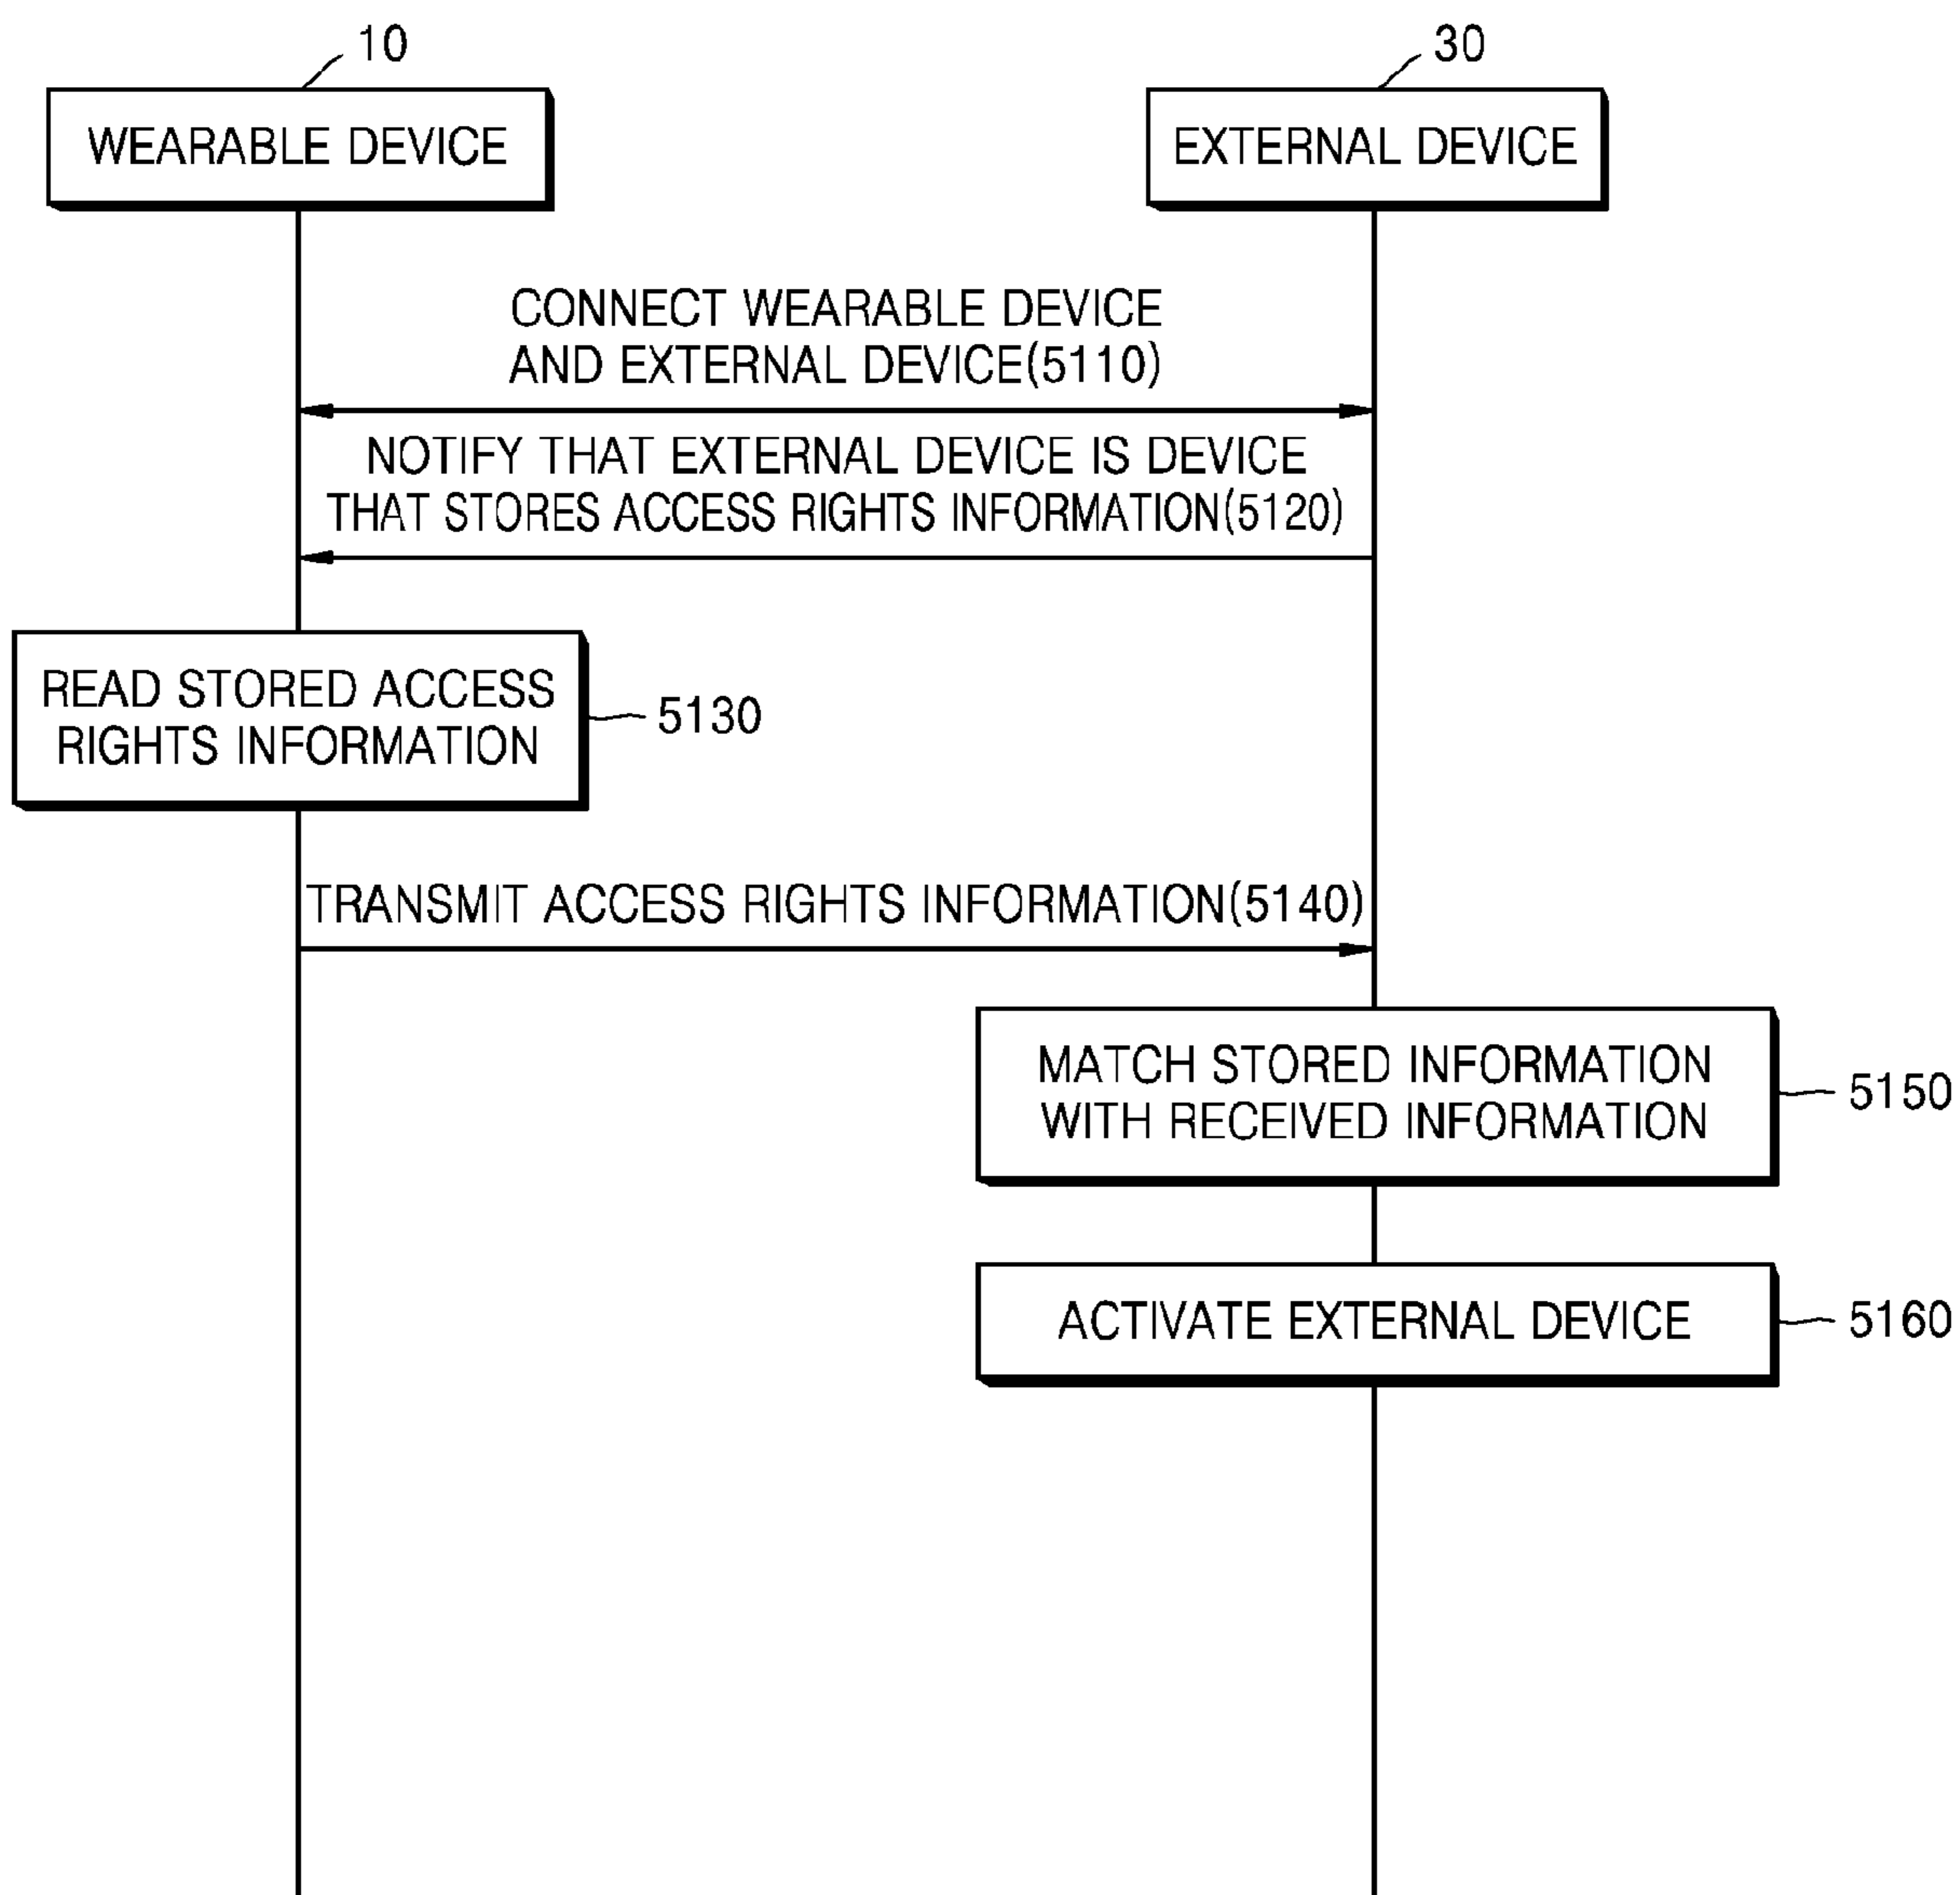 10
30
WEARABLE DEVICE
EXTERNAL DEVICE
CONNECT WEARABLE DEVICE
AND EXTERNAL DEVICE(5110)
NOTIFY THAT EXTERNAL DEVICE IS DEVICE
THAT STORES ACCESS RIGHTS INFORMATION(5120)
READ STORED ACCESS
RIGHTS INFORMATION
5130
TRANSMIT ACCESS RIGHTS INFORMATION(5140)
MATCH STORED INFORMATION
WITH RECEIVED INFORMATION
5150
ACTIVATE EXTERNAL DEVICE
5160